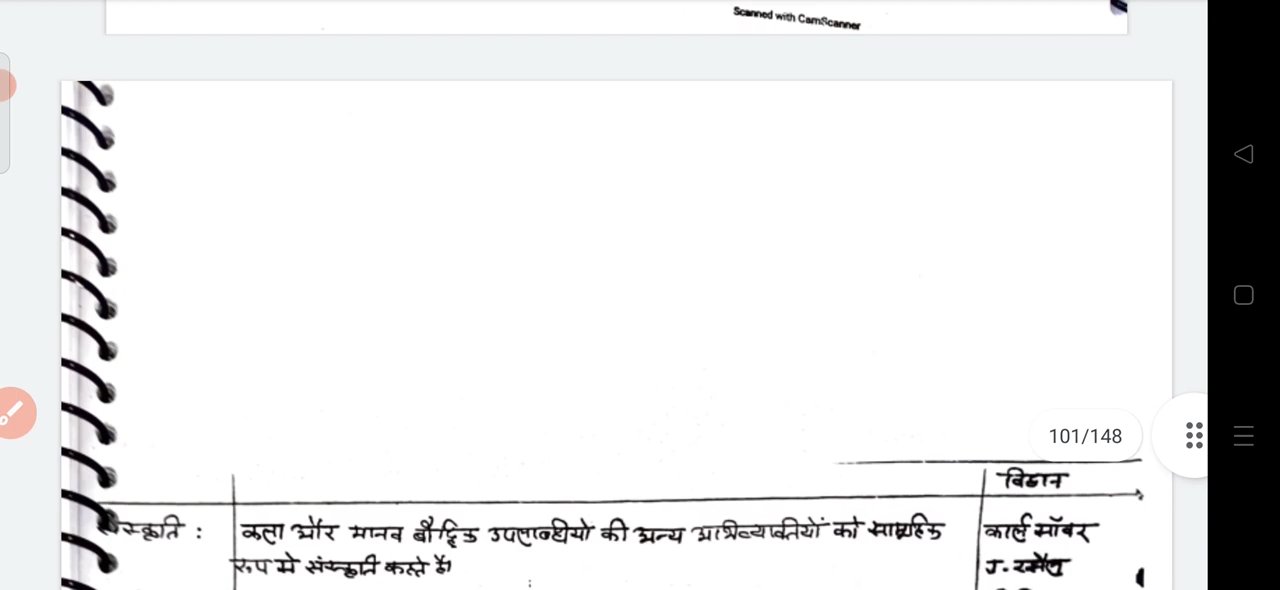 Scanned with CamScanner
101/148
विद्वान
संस्कृति : कला और मानव बौद्धिक उपलब्धीयो की अन्य अभिव्यक्तियों को सामूहिक कार्ल मॉबर
रूप मे संस्कृती कहते है। J.